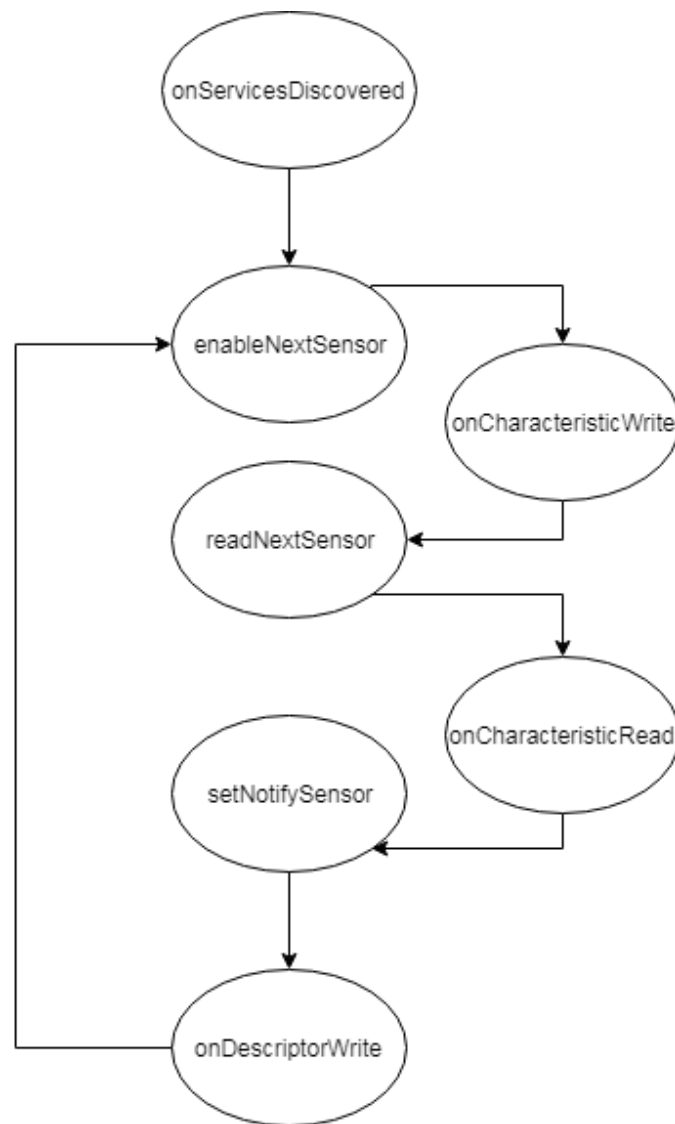 onServicesDiscovered
enableNextSensor
onCharacteristicWrite
readNextSensor
onCharacteristicRead
setNotifySensor
onDescriptorWrite